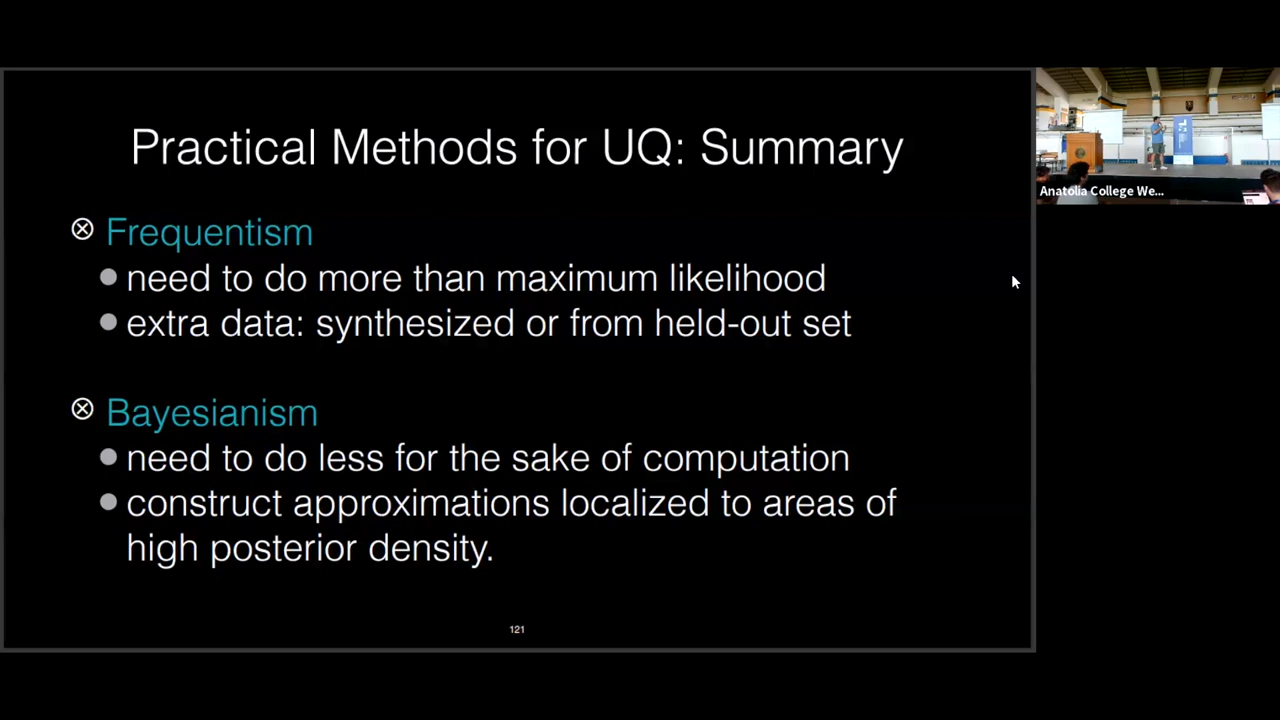 Practical Methods for UQ: Summary
Frequentism
need to do more than maximum likelihood
extra data: synthesized or from held-out set
Bayesianism
need to do less for the sake of computation
construct approximations localized to areas of
high posterior density.
121
Anatolia College We...